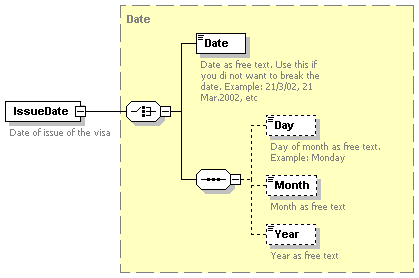 Date
IssueDate
Date of issue of the visa
Date
Date as free text. Use this if
you di not want to break the
date. Example: 21/3/02, 21
Mar.2002, etc
Day
Day of month as free text.
Example: Monday
Month
Month as free text
Year
Year as free text